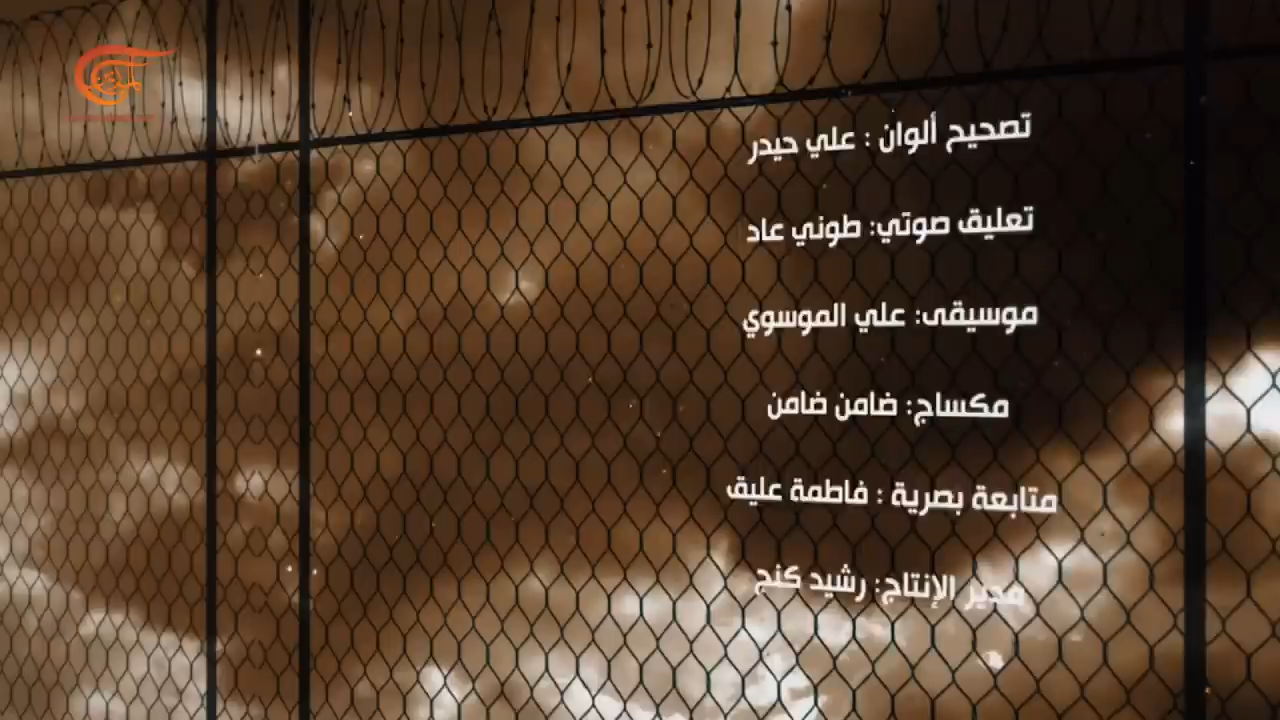 تصحيح ألوان : علي حيدر
تعليق صوتي: طوني عاد
موسيقى: علي الموسوي
مكساج: ضامن ضامن
متابعة بصرية : فاطمة عليق
مدير الإنتاج: رشيد كنج